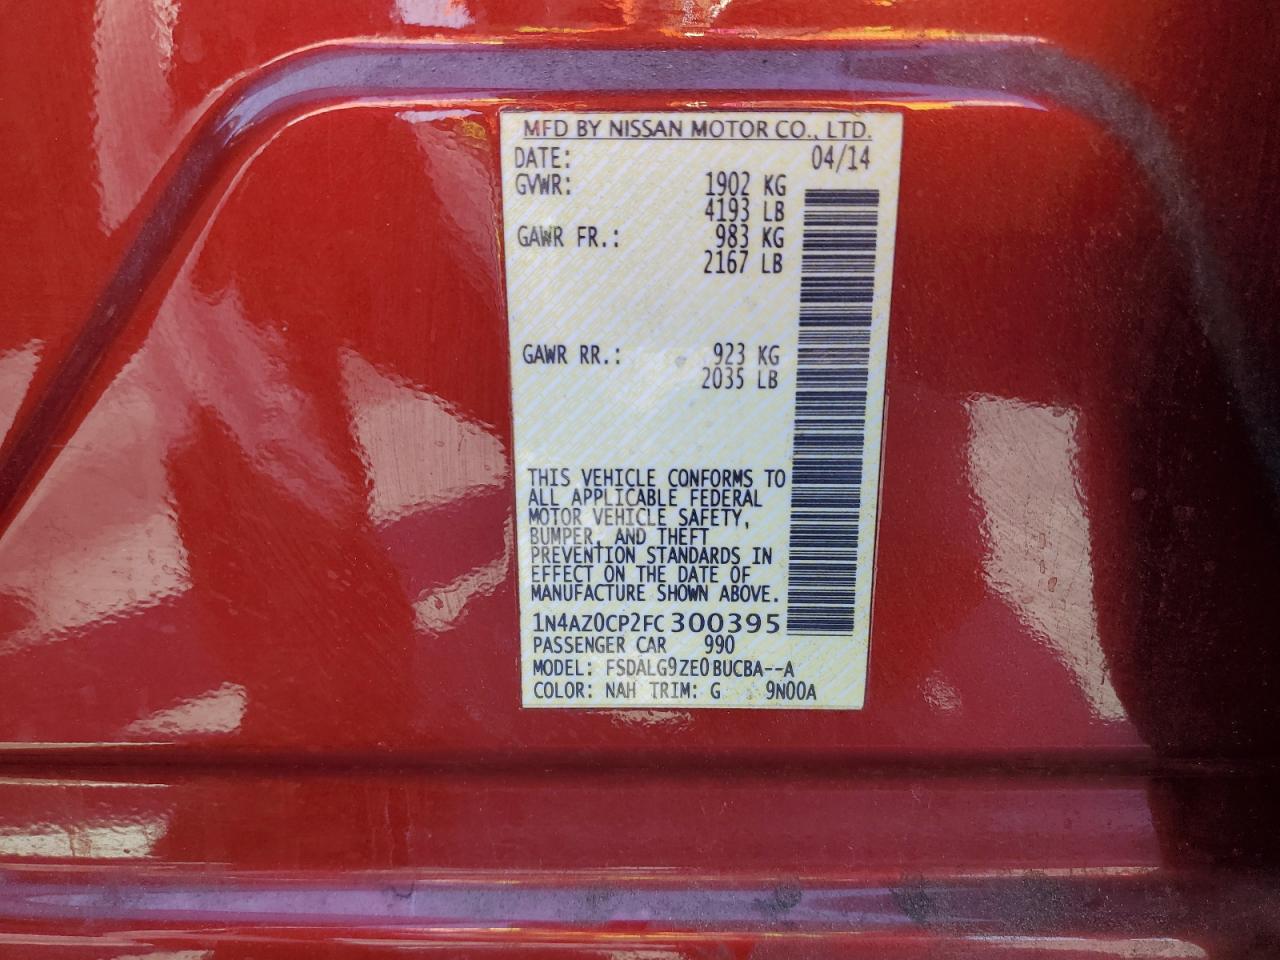 MFD BY NISSAN MOTOR CO., LTD.
DATE: 04/14
GVWR: 1902 KG
4193 LB
GAWR FR.: 983 KG
2167 LB
GAWR RR.: 923 KG
2035 LB
THIS VEHICLE CONFORMS TO
ALL APPLICABLE FEDERAL
MOTOR VEHICLE SAFETY,
BUMPER, AND THEFT
PREVENTION STANDARDS IN
EFFECT ON THE DATE OF
MANUFACTURE SHOWN ABOVE.
1N4AZ0CP2FC300395
PASSENGER CAR 990
MODEL: FSDALG9ZE0BUCBA--A
COLOR: NAH TRIM: G 9N00A